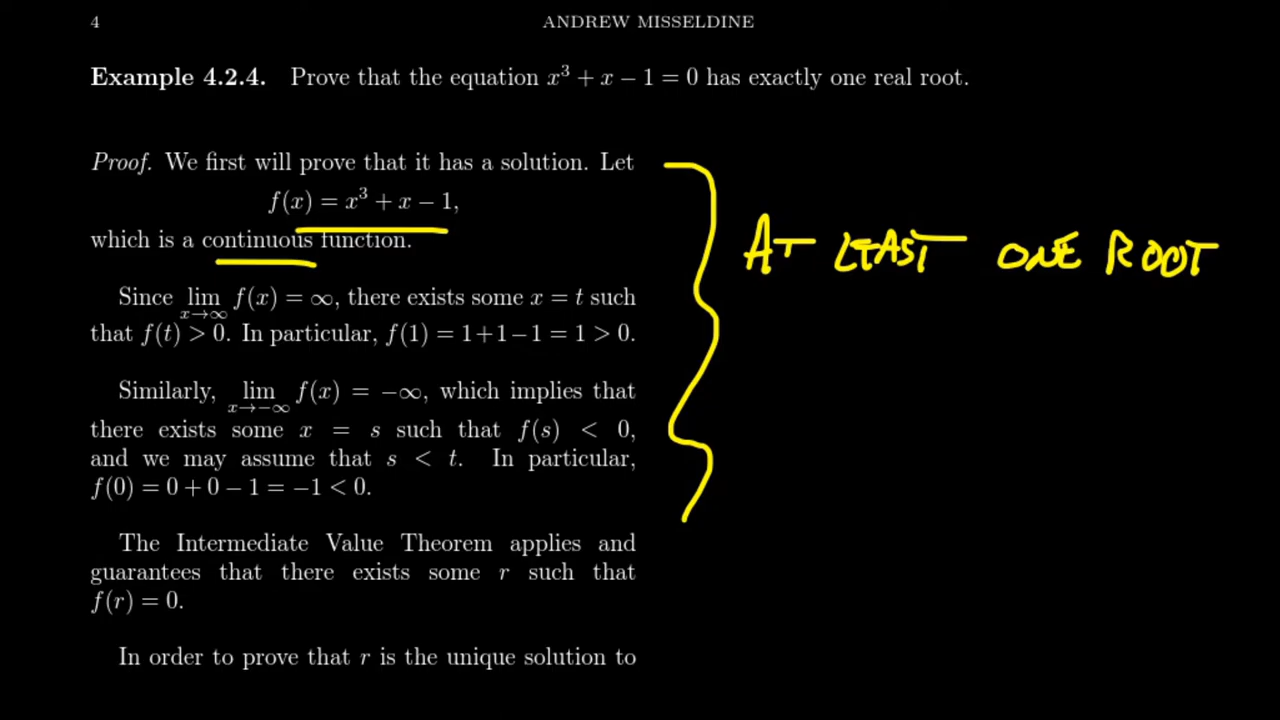 4
ANDREW MISSELDINE
Example 4.2.4. Prove that the equation x³ + x − 1 = 0 has exactly one real root.
Proof. We first will prove that it has a solution. Let
f(x) = x³ + x − 1,
which is a continuous function.
AT LEAST ONE ROOT
Since lim x→∞ f(x) = ∞, there exists some x = t such
that f(t) > 0. In particular, f(1) = 1+1−1 = 1 > 0.
Similarly, lim x→−∞ f(x) = −∞, which implies that
there exists some x = s such that f(s) < 0,
and we may assume that s < t. In particular,
f(0) = 0 + 0 − 1 = −1 < 0.
The Intermediate Value Theorem applies and
guarantees that there exists some r such that
f(r) = 0.
In order to prove that r is the unique solution to